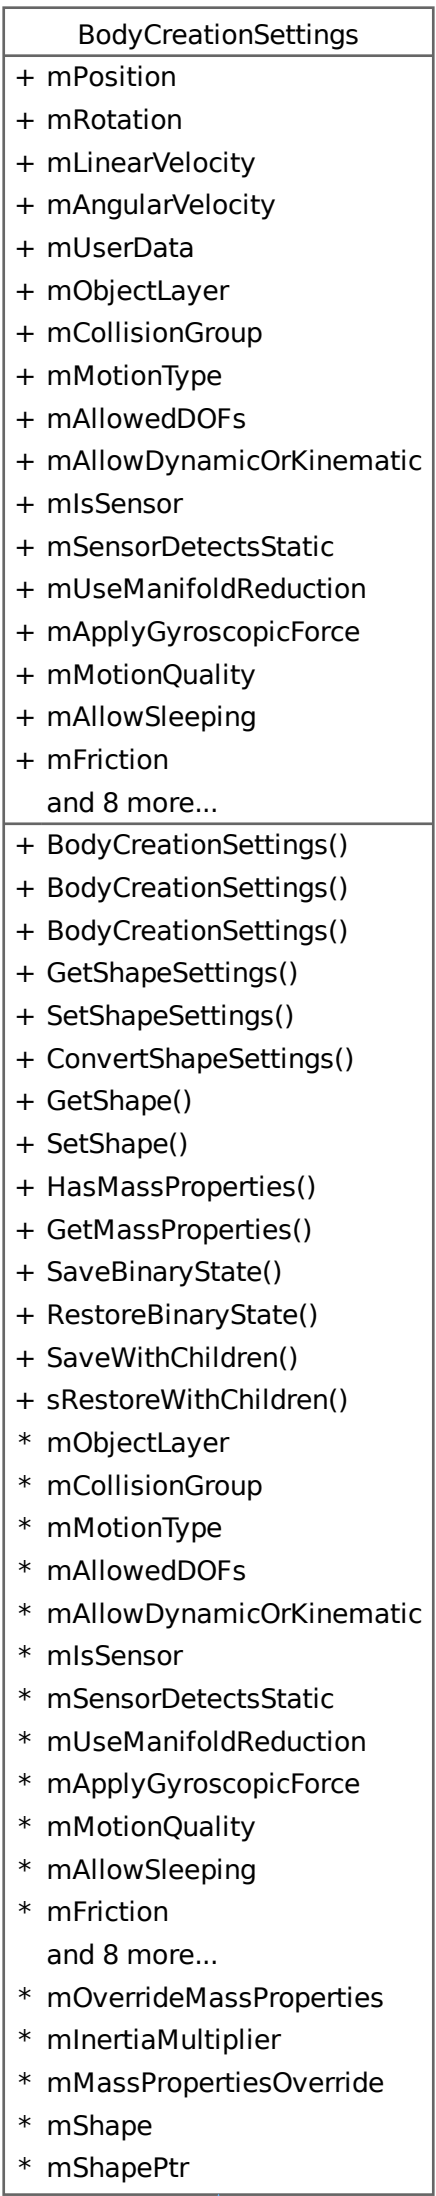 BodyCreationSettings
+ mPosition
+ mRotation
+ mLinearVelocity
+ mAngularVelocity
+ mUserData
+ mObjectLayer
+ mCollisionGroup
+ mMotionType
+ mAllowedDOFs
+ mAllowDynamicOrKinematic
+ mIsSensor
+ mSensorDetectsStatic
+ mUseManifoldReduction
+ mApplyGyroscopicForce
+ mMotionQuality
+ mAllowSleeping
+ mFriction
and 8 more...
+ BodyCreationSettings()
+ BodyCreationSettings()
+ BodyCreationSettings()
+ GetShapeSettings()
+ SetShapeSettings()
+ ConvertShapeSettings()
+ GetShape()
+ SetShape()
+ HasMassProperties()
+ GetMassProperties()
+ SaveBinaryState()
+ RestoreBinaryState()
+ SaveWithChildren()
+ sRestoreWithChildren()
* mObjectLayer
* mCollisionGroup
* mMotionType
* mAllowedDOFs
* mAllowDynamicOrKinematic
* mIsSensor
* mSensorDetectsStatic
* mUseManifoldReduction
* mApplyGyroscopicForce
* mMotionQuality
* mAllowSleeping
* mFriction
and 8 more...
* mOverrideMassProperties
* mInertiaMultiplier
* mMassPropertiesOverride
* mShape
* mShapePtr